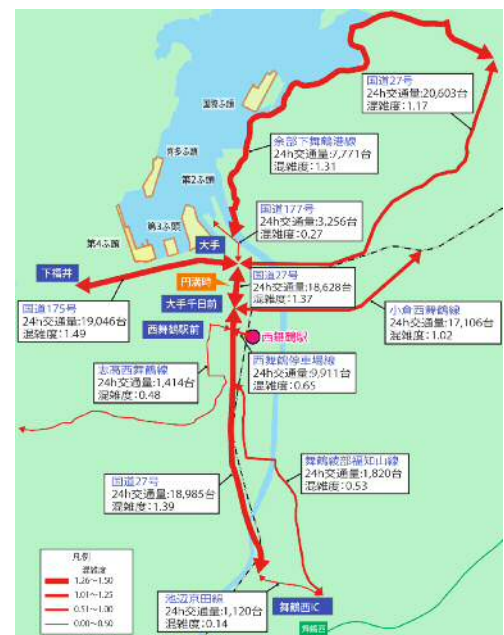 国道27号
24h交通量:20,603台
混雑度:1.17
国際ふ頭
余部下舞鶴港線
24h交通量:7,771台
混雑度:1.31
喜多ふ頭
第2ふ頭
国道177号
24h交通量:3,256台
混雑度:0.27
第3ふ頭
第4ふ頭
大手
下福井
国道27号
24h交通量:18,628台
混雑度:1.37
円満時
大手千日前
国道175号
24h交通量:19,046台
混雑度:1.49
小倉西舞鶴線
24h交通量:17,106台
混雑度:1.02
西舞鶴駅前
西舞鶴駅
志高西舞鶴線
24h交通量:1,414台
混雑度:0.48
西舞鶴停車場線
24h交通量:9,911台
混雑度:0.65
舞鶴綾部福知山線
24h交通量:1,820台
混雑度:0.53
国道27号
24h交通量:18,985台
混雑度:1.39
凡例
混雑度
1.26～1.50
1.01～1.25
0.51～1.00
0.00～0.50
池辺京田線
24h交通量:1,120台
混雑度:0.14
舞鶴西IC
舞鶴西